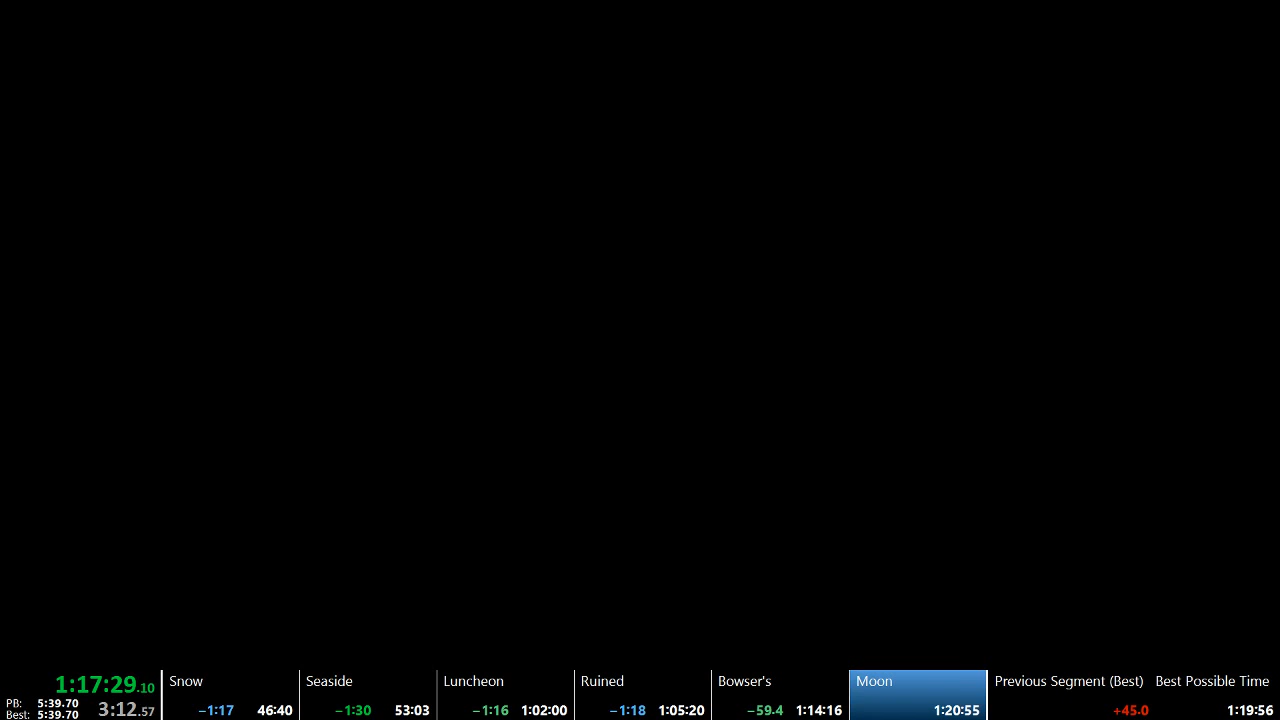 1:17:29.10
PB: 5:39.70
Best: 5:39.70
3:12.57
Snow
−1:17 46:40
Seaside
−1:30 53:03
Luncheon
−1:16 1:02:00
Ruined
−1:18 1:05:20
Bowser's
−59.4 1:14:16
Moon
1:20:55
Previous Segment (Best)
+45.0
Best Possible Time
1:19:56